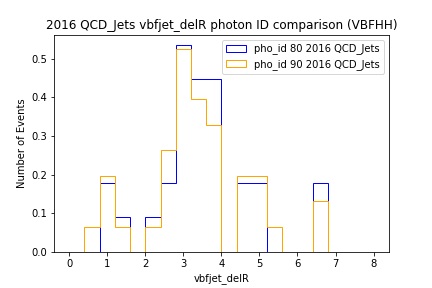 2016 QCD_Jets vbfjet_delR photon ID comparison (VBFHH)
pho_id 80 2016 QCD_Jets
pho_id 90 2016 QCD_Jets
Number of Events
0.5
0.4
0.3
0.2
0.1
0.0
0 1 2 3 4 5 6 7 8
vbfjet_delR